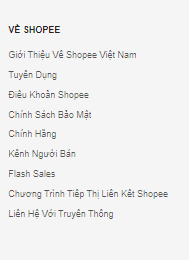 VỀ SHOPEE
Giới Thiệu Về Shopee Việt Nam
Tuyển Dụng
Điều Khoản Shopee
Chính Sách Bảo Mật
Chính Hãng
Kênh Người Bán
Flash Sales
Chương Trình Tiếp Thị Liên Kết Shopee
Liên Hệ Với Truyền Thông